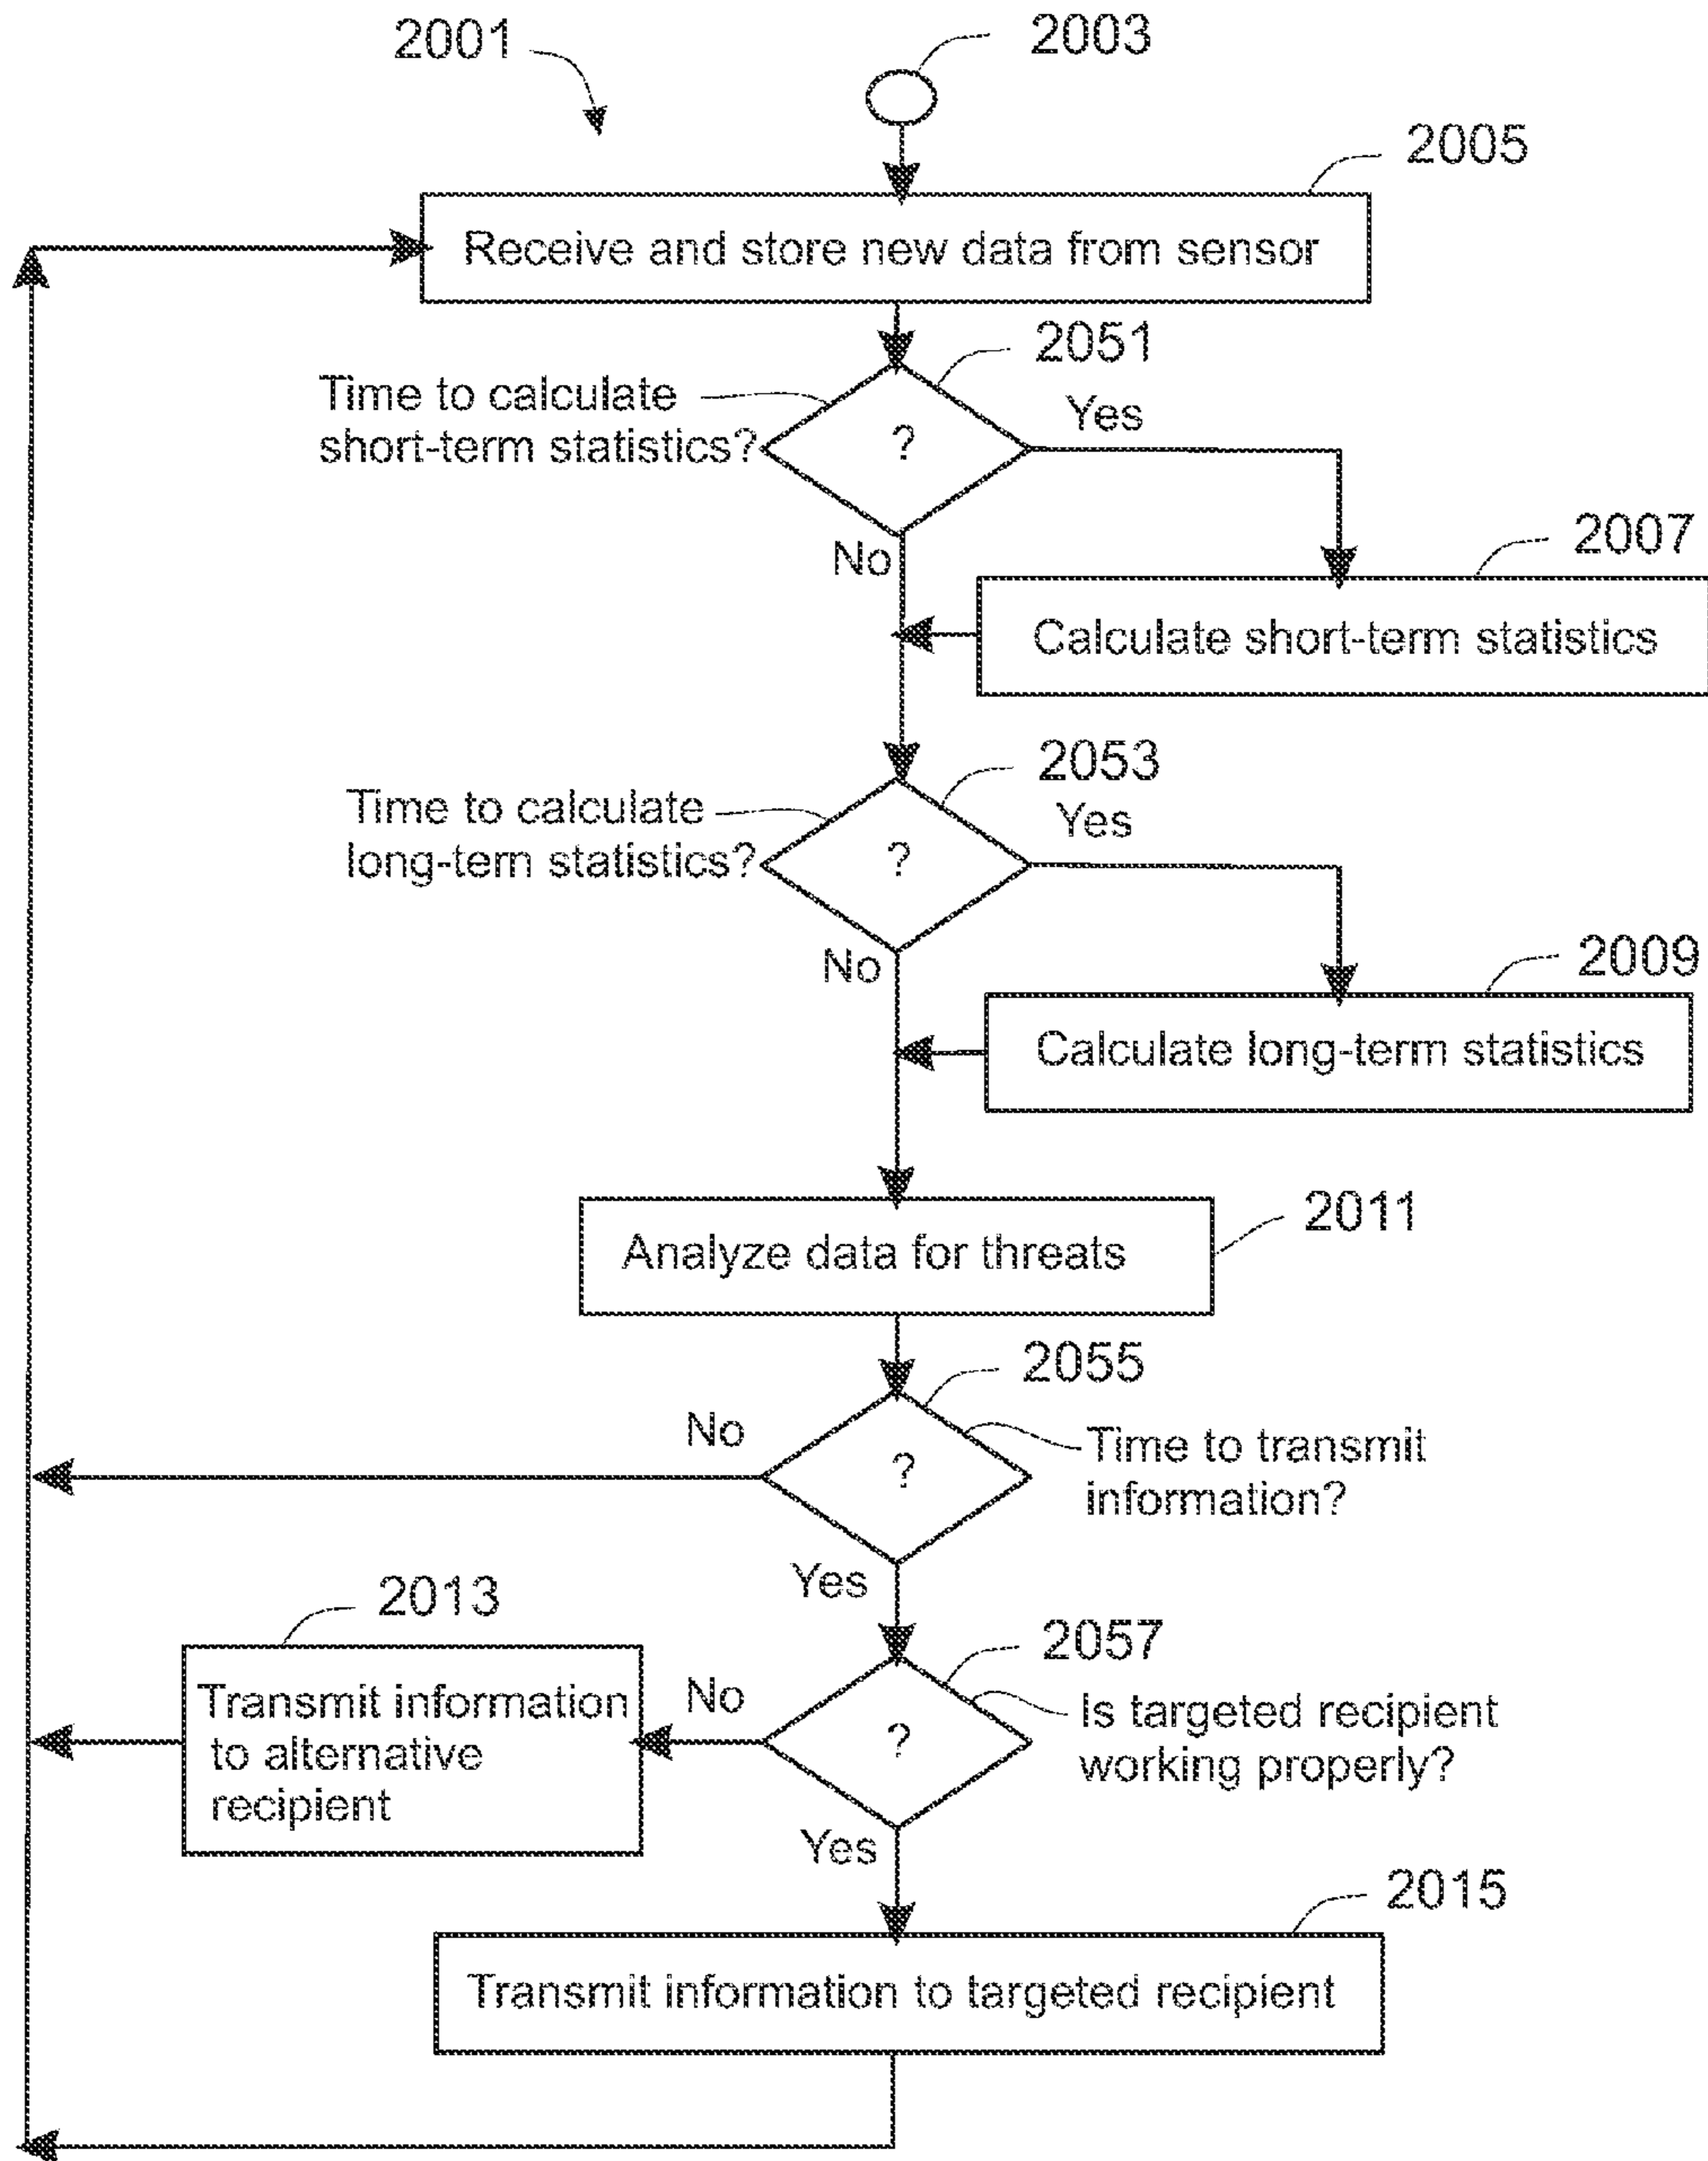 2001
2003
2005
Receive and store new data from sensor
2051
Time to calculate
short-term statistics?
?
Yes
No
2007
Calculate short-term statistics
2053
Time to calculate
long-term statistics?
?
Yes
No
2009
Calculate long-term statistics
2011
Analyze data for threats
2055
No
?
Time to transmit
information?
Yes
2013
2057
Transmit information
to alternative
recipient
No
?
Is targeted recipient
working properly?
Yes
2015
Transmit information to targeted recipient